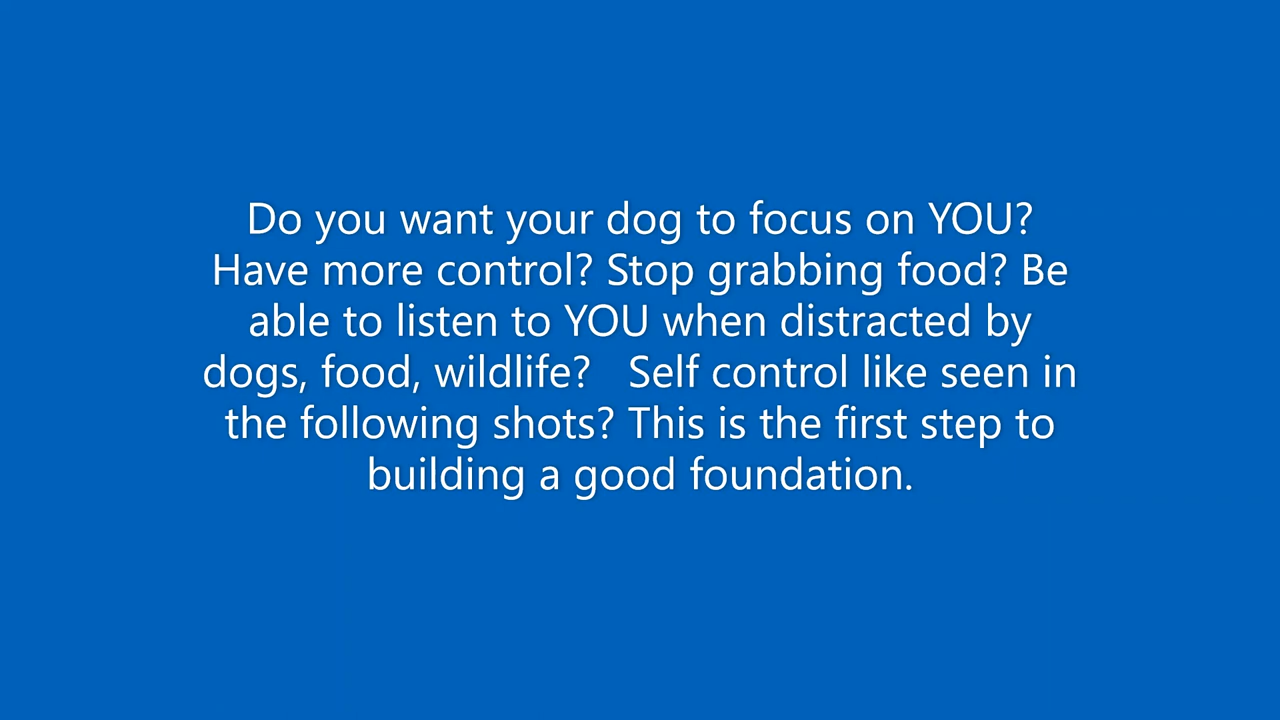 Do you want your dog to focus on YOU?
Have more control? Stop grabbing food? Be
able to listen to YOU when distracted by
dogs, food, wildlife?   Self control like seen in
the following shots? This is the first step to
building a good foundation.